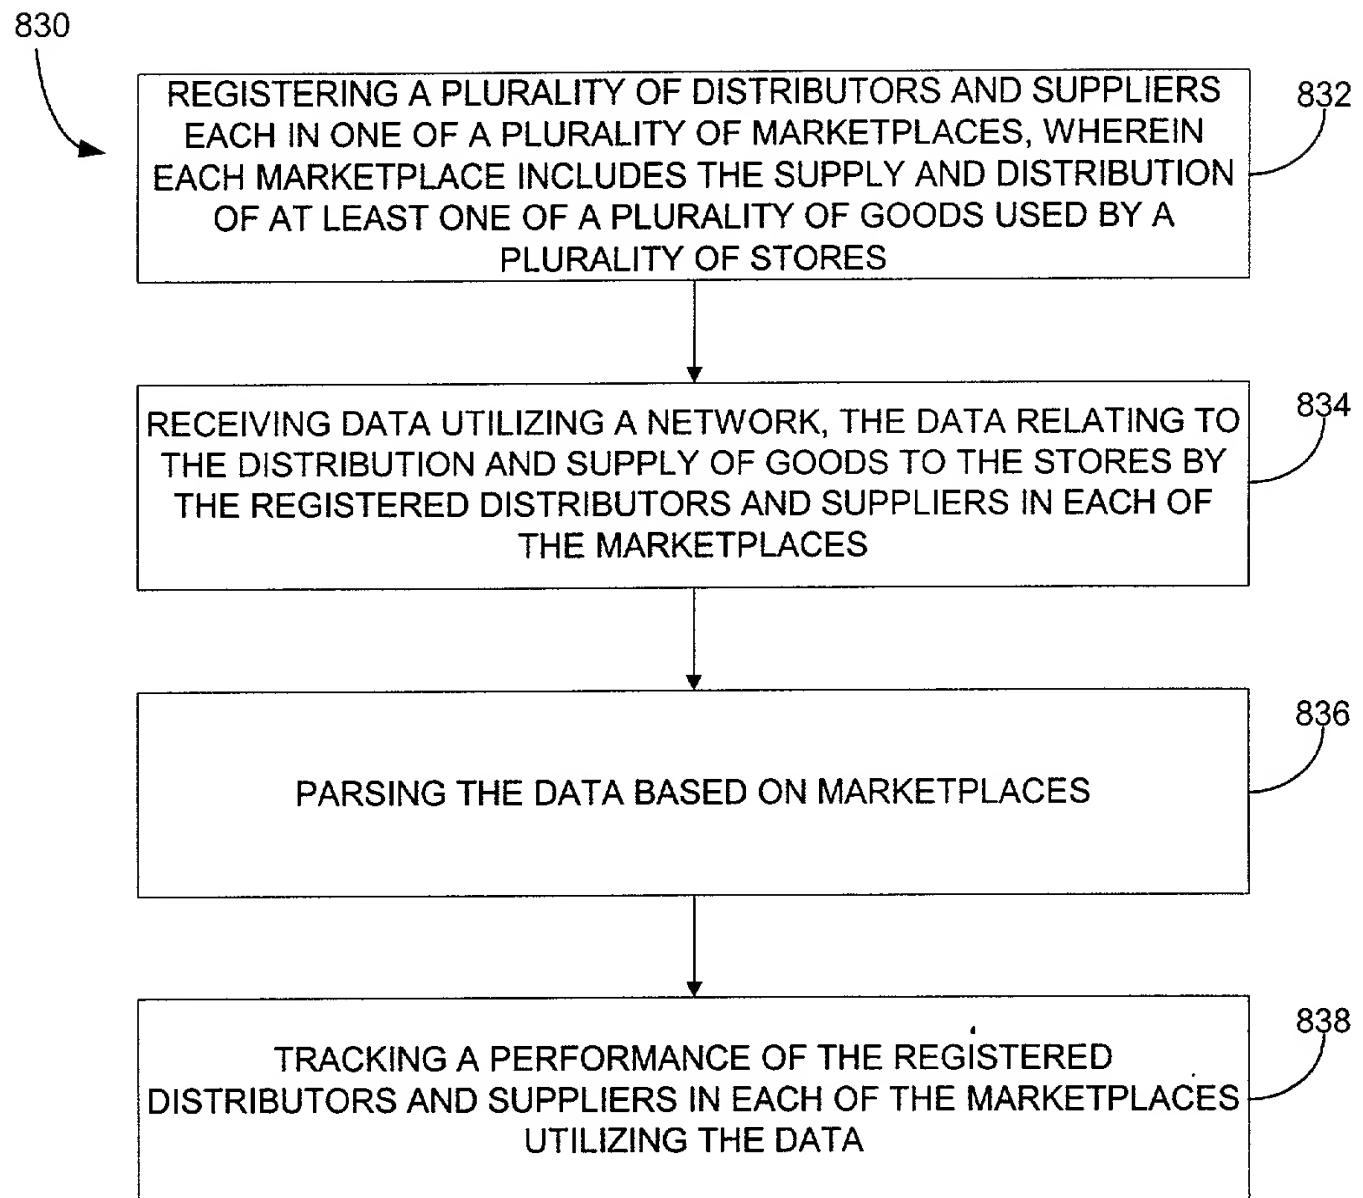 830
REGISTERING A PLURALITY OF DISTRIBUTORS AND SUPPLIERS
EACH IN ONE OF A PLURALITY OF MARKETPLACES, WHEREIN
EACH MARKETPLACE INCLUDES THE SUPPLY AND DISTRIBUTION
OF AT LEAST ONE OF A PLURALITY OF GOODS USED BY A
PLURALITY OF STORES
832
RECEIVING DATA UTILIZING A NETWORK, THE DATA RELATING TO
THE DISTRIBUTION AND SUPPLY OF GOODS TO THE STORES BY
THE REGISTERED DISTRIBUTORS AND SUPPLIERS IN EACH OF
THE MARKETPLACES
834
PARSING THE DATA BASED ON MARKETPLACES
836
TRACKING A PERFORMANCE OF THE REGISTERED
DISTRIBUTORS AND SUPPLIERS IN EACH OF THE MARKETPLACES
UTILIZING THE DATA
838